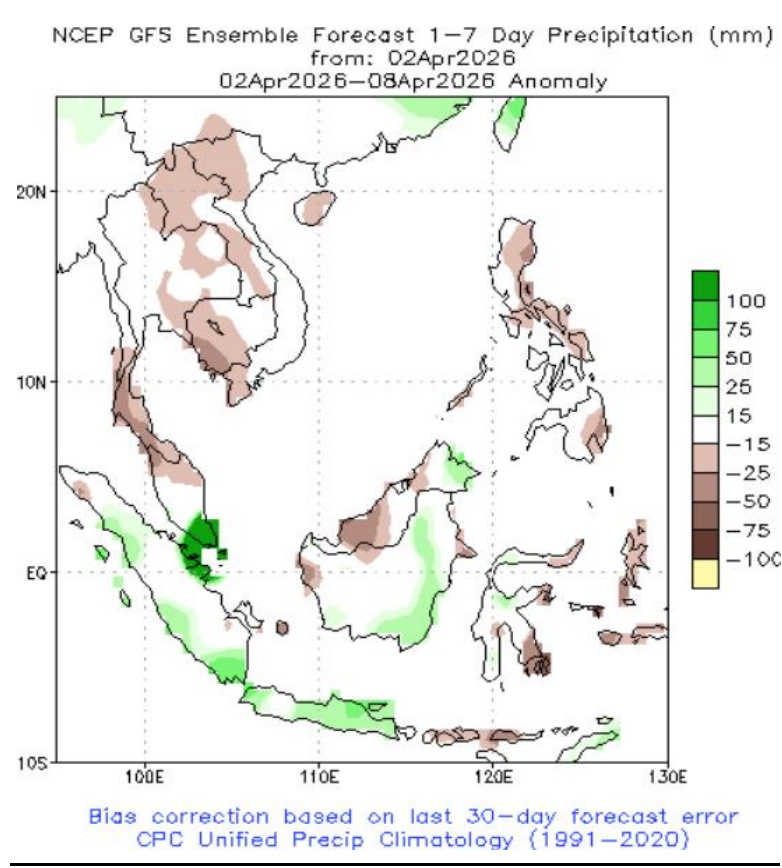 NCEP GFS Ensemble Forecast 1–7 Day Precipitation (mm)
from: 02Apr2026
02Apr2026–08Apr2026 Anomaly
20N
10N
EQ
10S
100E
110E
120E
130E
100
75
50
25
15
–15
–25
–50
–75
–100
Bias correction based on last 30–day forecast error
CPC Unified Precip Climatology (1991–2020)